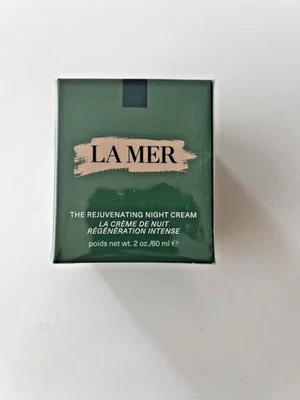 LA MER
THE REJUVENATING NIGHT CREAM
LA CRÈME DE NUIT
RÉGÉNÉRATION INTENSE
poids net wt. 2 oz./60 ml ℮